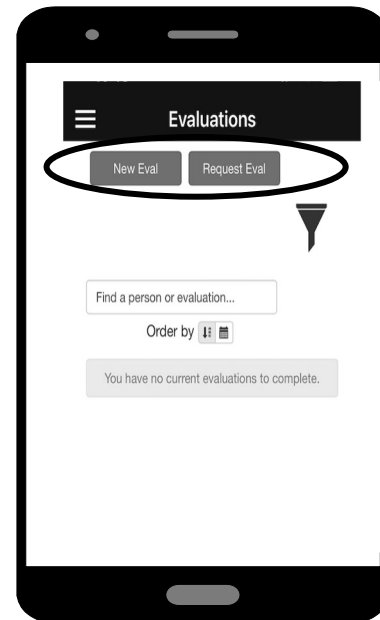 Evaluations
New Eval Request Eval
Find a person or evaluation...
Order by
You have no current evaluations to complete.